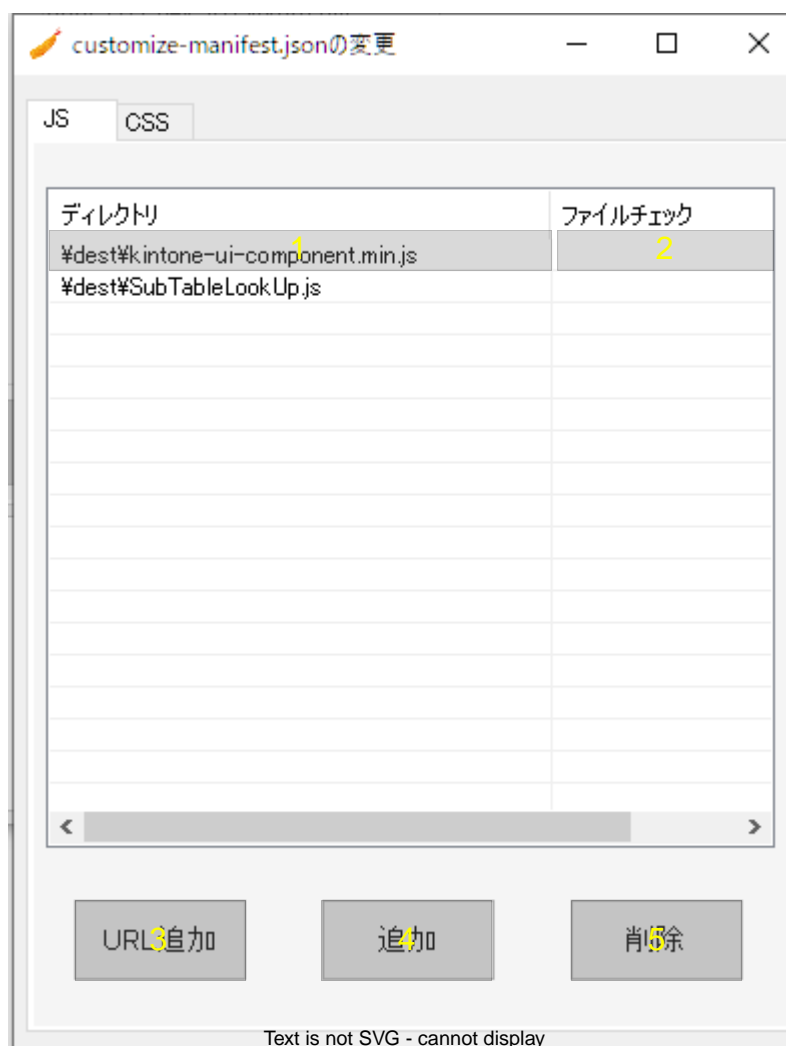 customize-manifest.jsonの変更
JS CSS
ディレクトリ ファイルチェック
¥dest¥kintone-ui-component.min.js 1 2
¥dest¥SubTableLookUp.js
URL追加 3 追加 4 削除 5
Text is not SVG - cannot display